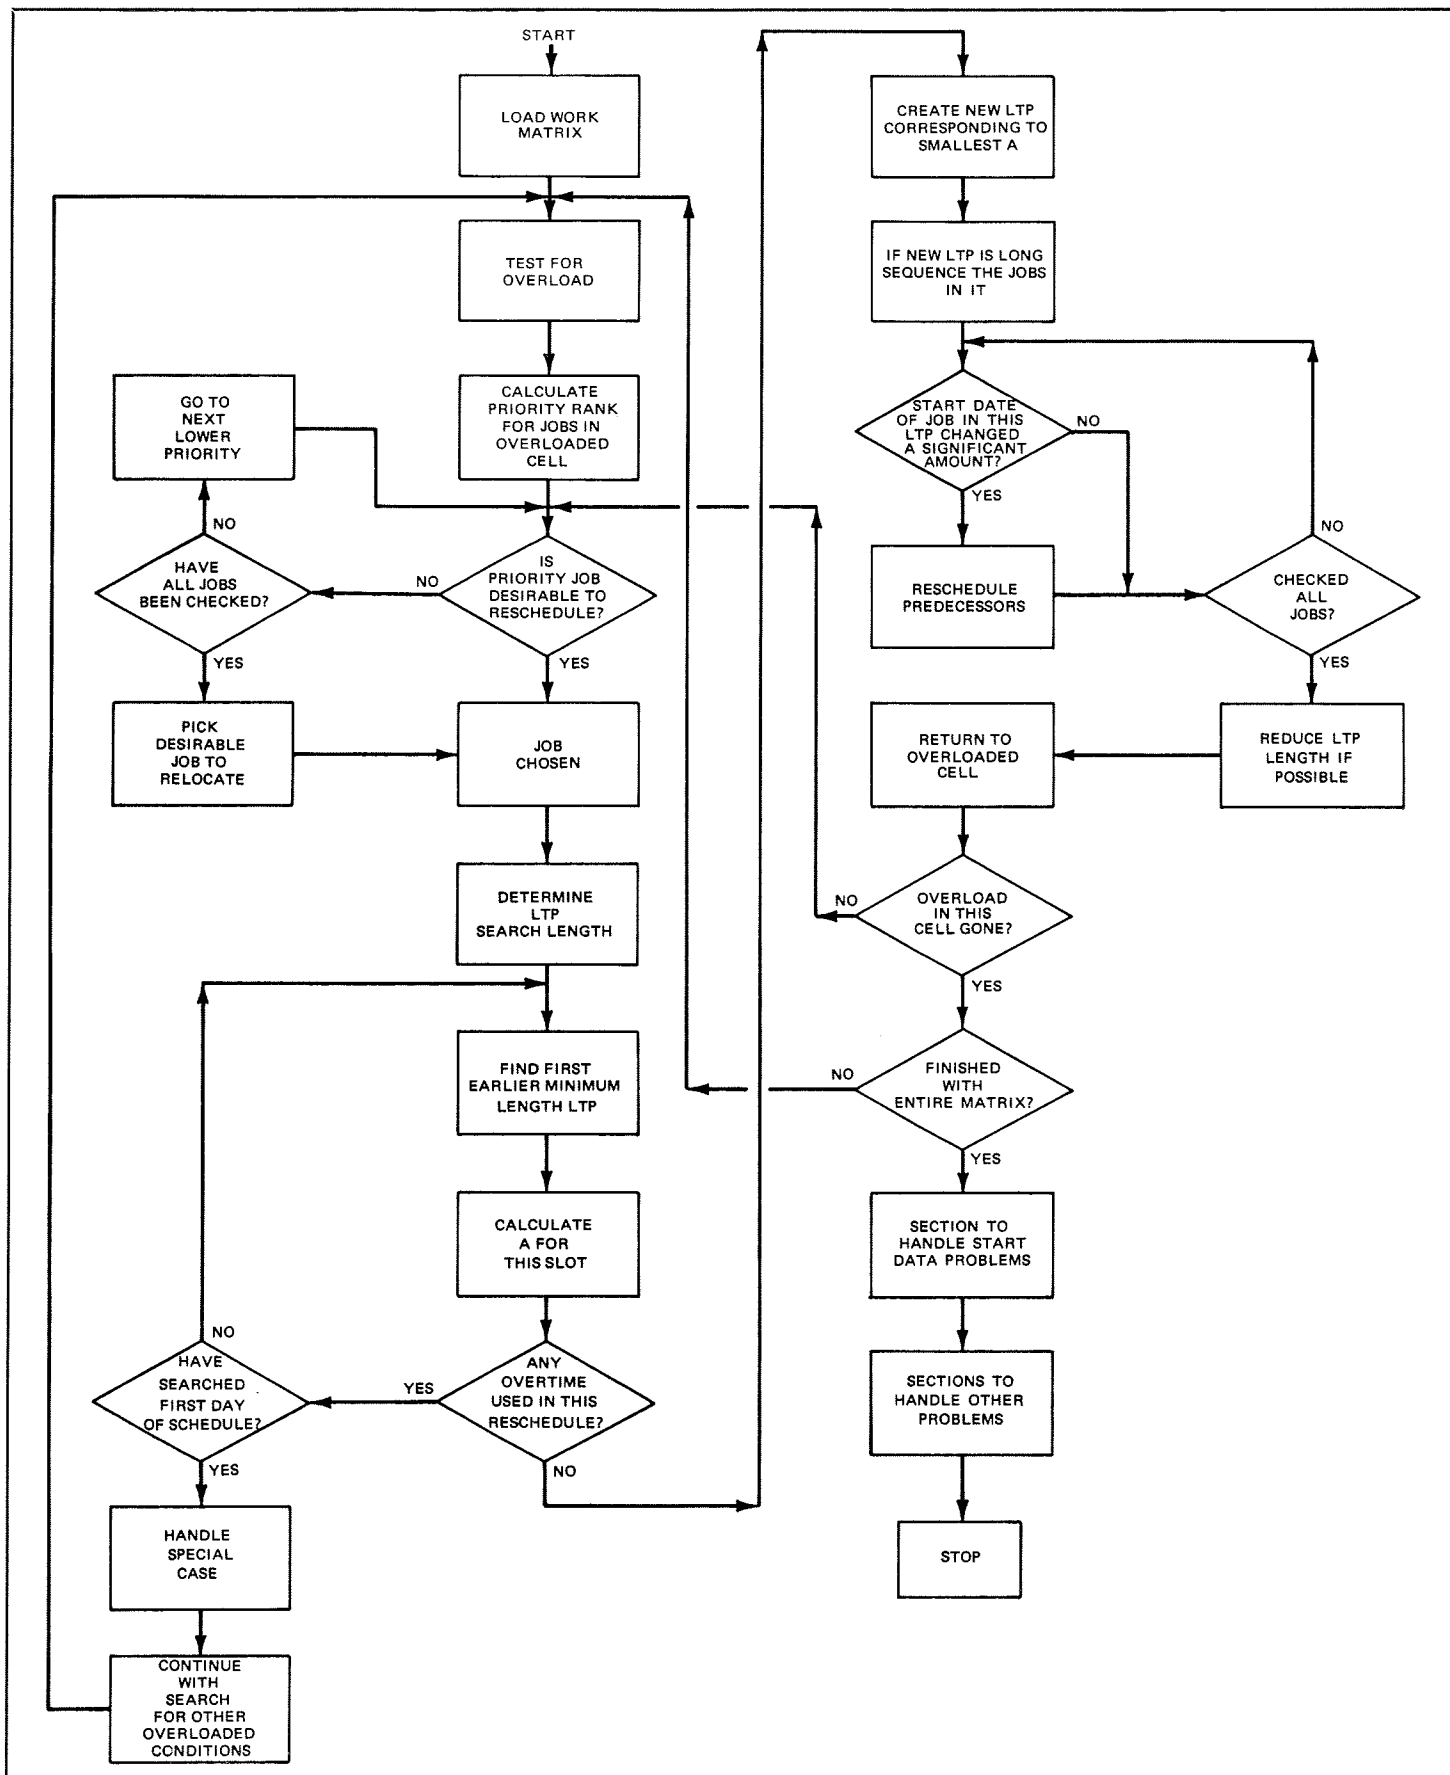 START
LOAD WORK
MATRIX
TEST FOR
OVERLOAD
CALCULATE
PRIORITY RANK
FOR JOBS IN
OVERLOADED
CELL
GO TO
NEXT
LOWER
PRIORITY
NO
HAVE
ALL JOBS
BEEN CHECKED?
NO
IS
PRIORITY JOB
DESIRABLE TO
RESCHEDULE?
YES
YES
PICK
DESIRABLE
JOB TO
RELOCATE
JOB
CHOSEN
DETERMINE
LTP
SEARCH LENGTH
FIND FIRST
EARLIER MINIMUM
LENGTH LTP
CALCULATE
A FOR
THIS SLOT
NO
HAVE
SEARCHED
FIRST DAY
OF SCHEDULE?
YES
ANY
OVERTIME
USED IN THIS
RESCHEDULE?
YES
NO
HANDLE
SPECIAL
CASE
CONTINUE
WITH
SEARCH
FOR OTHER
OVERLOADED
CONDITIONS
CREATE NEW LTP
CORRESPONDING TO
SMALLEST A
IF NEW LTP IS LONG
SEQUENCE THE JOBS
IN IT
START DATE
OF JOB IN THIS
LTP CHANGED
A SIGNIFICANT
AMOUNT?
NO
YES
NO
RESCHEDULE
PREDECESSORS
CHECKED
ALL
JOBS?
YES
RETURN TO
OVERLOADED
CELL
REDUCE LTP
LENGTH IF
POSSIBLE
NO
OVERLOAD
IN THIS
CELL GONE?
YES
NO
FINISHED
WITH
ENTIRE MATRIX?
YES
SECTION TO
HANDLE START
DATA PROBLEMS
SECTIONS TO
HANDLE OTHER
PROBLEMS
STOP